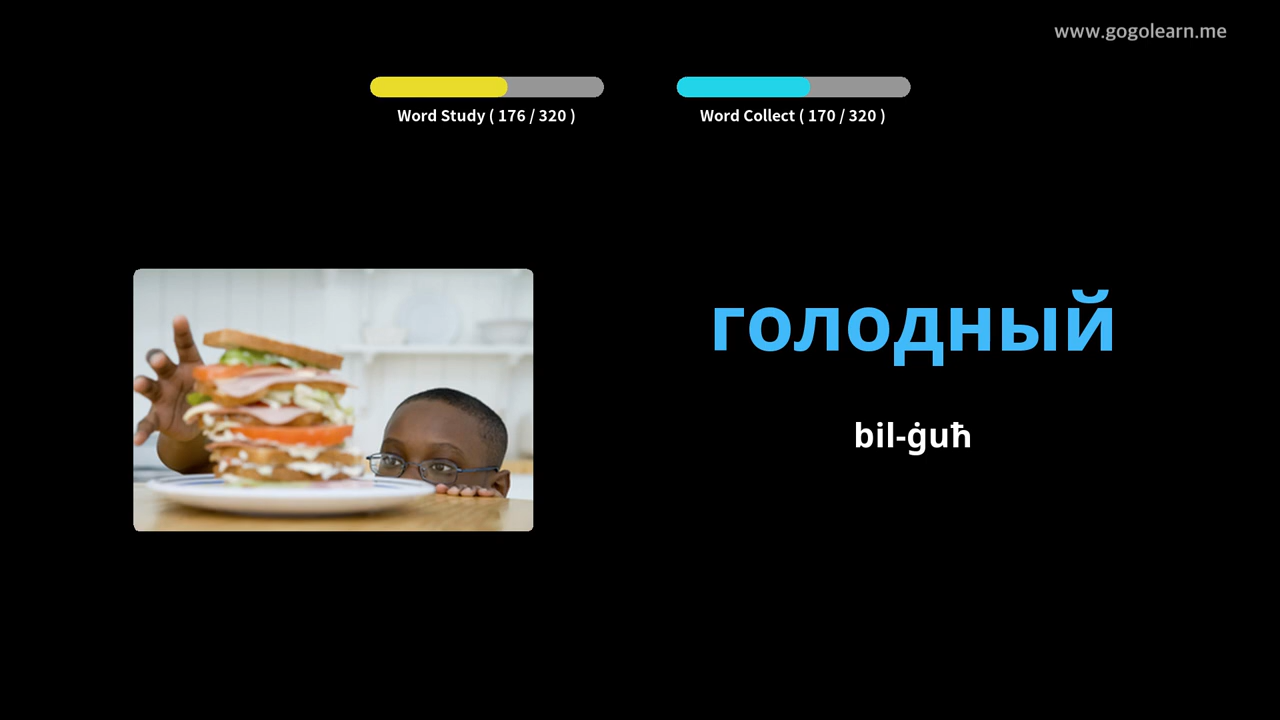 www.gogolearn.me
Word Study ( 176 / 320 )
Word Collect ( 170 / 320 )
голодный
bil-ġuħ